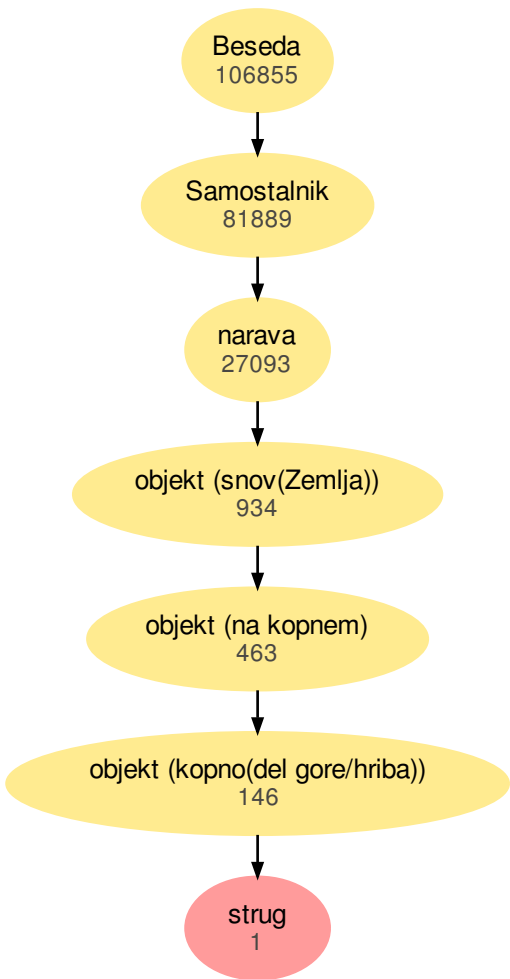 Beseda
106855
Samostalnik
81889
narava
27093
objekt (snov(Zemlja))
934
objekt (na kopnem)
463
objekt (kopno(del gore/hriba))
146
strug
1